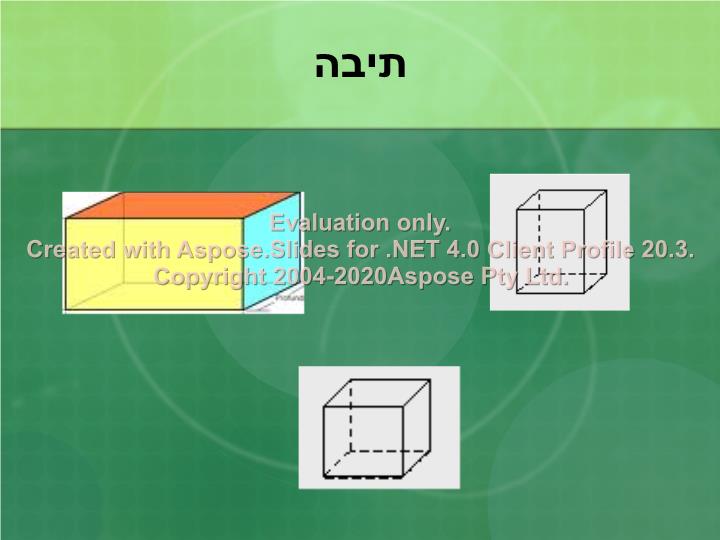 תיבה
Evaluation only.
Created with Aspose.Slides for .NET 4.0 Client Profile 20.3.
Copyright 2004-2020Aspose Pty Ltd.